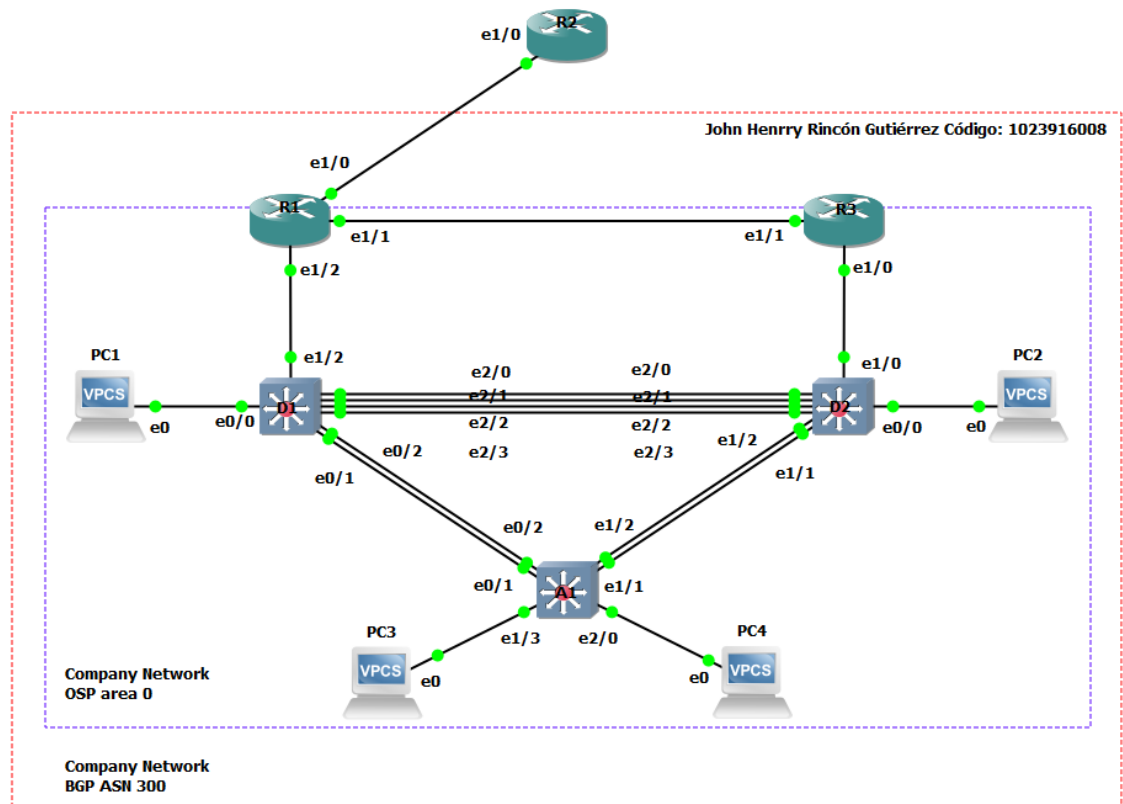 R2
e1/0
John Henrry Rincón Gutiérrez Código: 1023916008
e1/0
R1
R3
e1/1
e1/1
e1/2
e1/0
PC1
e1/2
e2/0
e2/0
e1/0
PC2
VPCS
e0
e0/0
D1
e2/1
e2/1
D2
e0/0
e0
VPCS
e2/2
e2/2
e1/2
e0/2
e2/3
e2/3
e1/1
e0/1
e0/2
e1/2
e0/1
A1
e1/1
PC3
e1/3
e2/0
PC4
VPCS
e0
e0
VPCS
Company Network
OSP area 0
Company Network
BGP ASN 300